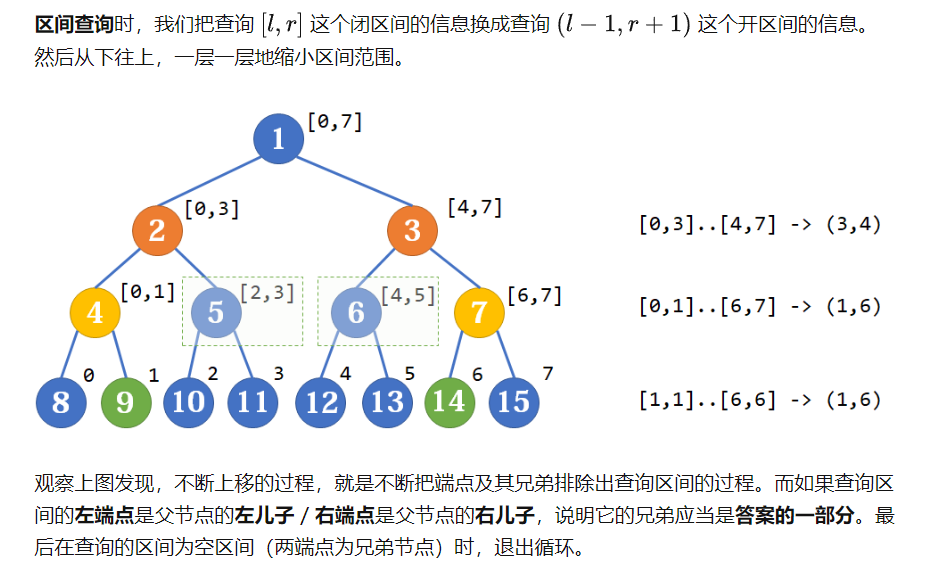 区间查询时，我们把查询 [l, r] 这个闭区间的信息换成查询 (l − 1, r + 1) 这个开区间的信息。
然后从下往上，一层一层地缩小区间范围。
1 [0,7]
2 [0,3] 3 [4,7] [0,3]..[4,7] -> (3,4)
4 [0,1] 5 [2,3] 6 [4,5] 7 [6,7] [0,1]..[6,7] -> (1,6)
0 1 2 3 4 5 6 7
8 9 10 11 12 13 14 15 [1,1]..[6,6] -> (1,6)
观察上图发现，不断上移的过程，就是不断把端点及其兄弟排除出查询区间的过程。而如果查询区
间的左端点是父节点的左儿子 / 右端点是父节点的右儿子，说明它的兄弟应当是答案的一部分。最
后在查询的区间为空区间（两端点为兄弟节点）时，退出循环。